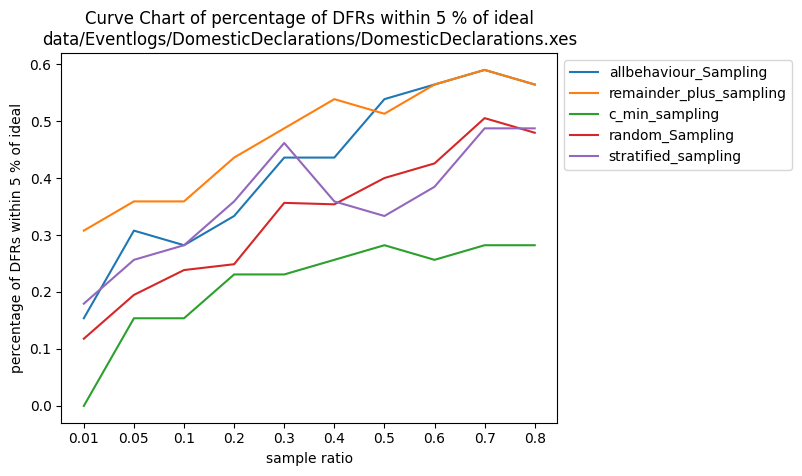 Curve Chart of percentage of DFRs within 5 % of ideal
data/Eventlogs/DomesticDeclarations/DomesticDeclarations.xes
percentage of DFRs within 5 % of ideal
0.6
0.5
0.4
0.3
0.2
0.1
0.0
0.01 0.05 0.1 0.2 0.3 0.4 0.5 0.6 0.7 0.8
sample ratio
allbehaviour_Sampling
remainder_plus_sampling
c_min_sampling
random_Sampling
stratified_sampling